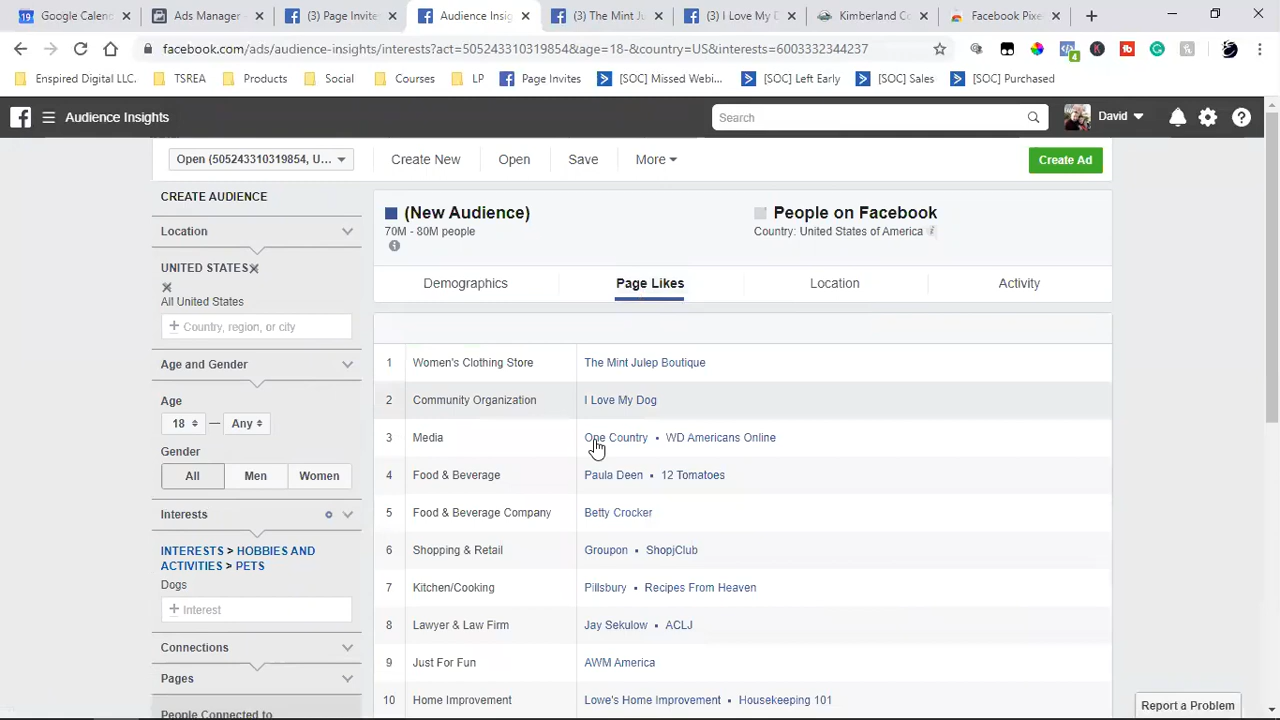 Google Calendar
Ads Manager
(3) Page Invite
Audience Insig
(3) The Mint Ju
(3) I Love My D
Kimberland Co
Facebook Pixe
facebook.com/ads/audience-insights/interests?act=505243310319854&age=18-&country=US&interests=6003332344237
4
Enspired Digital LLC.
TSREA
Products
Social
Courses
LP
Page Invites
[SOC] Missed Webi...
[SOC] Left Early
[SOC] Sales
[SOC] Purchased
Audience Insights
Search
David
Open (505243310319854, U...
Create New
Open
Save
More
Create Ad
CREATE AUDIENCE
Location
UNITED STATES
All United States
+ Country, region, or city
Age and Gender
Age
18 — Any
Gender
All
Men
Women
Interests
INTERESTS > HOBBIES AND
ACTIVITIES > PETS
Dogs
+ Interest
Connections
Pages
People Connected to
(New Audience)
70M - 80M people
People on Facebook
Country: United States of America
Demographics
Page Likes
Location
Activity
1 Women's Clothing Store The Mint Julep Boutique
2 Community Organization I Love My Dog
3 Media One Country • WD Americans Online
4 Food & Beverage Paula Deen • 12 Tomatoes
5 Food & Beverage Company Betty Crocker
6 Shopping & Retail Groupon • ShopjClub
7 Kitchen/Cooking Pillsbury • Recipes From Heaven
8 Lawyer & Law Firm Jay Sekulow • ACLJ
9 Just For Fun AWM America
10 Home Improvement Lowe's Home Improvement • Housekeeping 101
Report a Problem